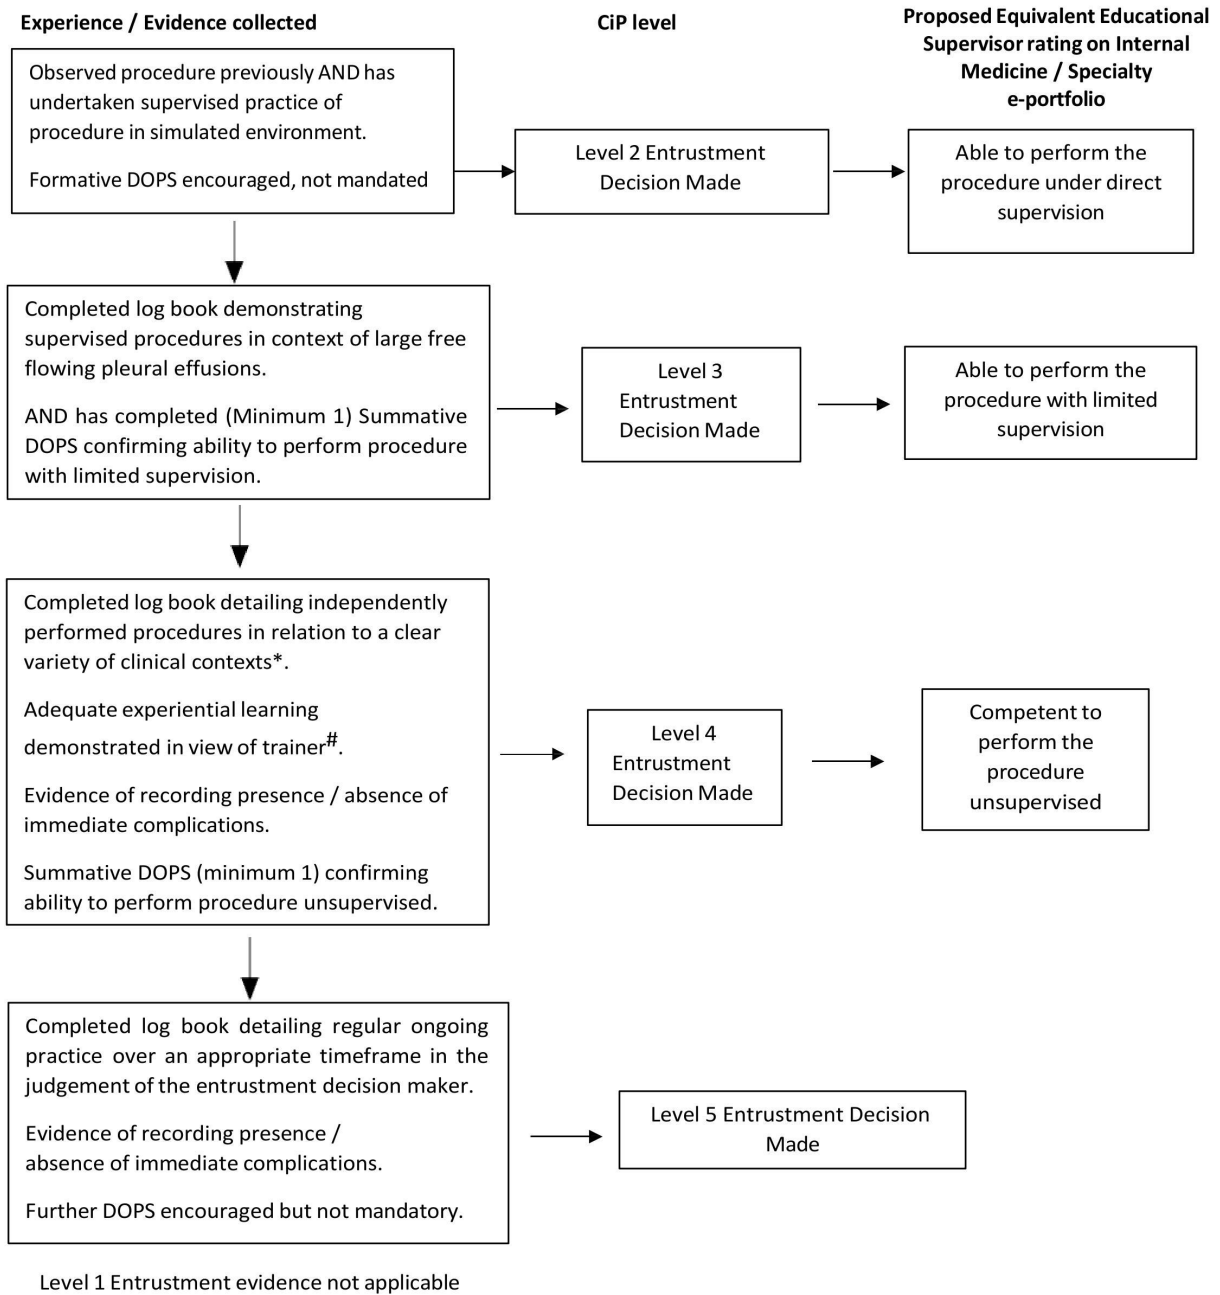 Experience / Evidence collected
CiP level
Proposed Equivalent Educational
Supervisor rating on Internal
Medicine / Specialty
e-portfolio
Observed procedure previously AND has
undertaken supervised practice of
procedure in simulated environment.
Formative DOPS encouraged, not mandated
Level 2 Entrustment
Decision Made
Able to perform the
procedure under direct
supervision
Completed log book demonstrating
supervised procedures in context of large free
flowing pleural effusions.
AND has completed (Minimum 1) Summative
DOPS confirming ability to perform procedure
with limited supervision.
Level 3
Entrustment
Decision Made
Able to perform the
procedure with limited
supervision
Completed log book detailing independently
performed procedures in relation to a clear
variety of clinical contexts*.
Adequate experiential learning
demonstrated in view of trainer#.
Evidence of recording presence / absence of
immediate complications.
Summative DOPS (minimum 1) confirming
ability to perform procedure unsupervised.
Level 4
Entrustment
Decision Made
Competent to
perform the
procedure
unsupervised
Completed log book detailing regular ongoing
practice over an appropriate timeframe in the
judgement of the entrustment decision maker.
Evidence of recording presence /
absence of immediate complications.
Further DOPS encouraged but not mandatory.
Level 5 Entrustment Decision
Made
Level 1 Entrustment evidence not applicable